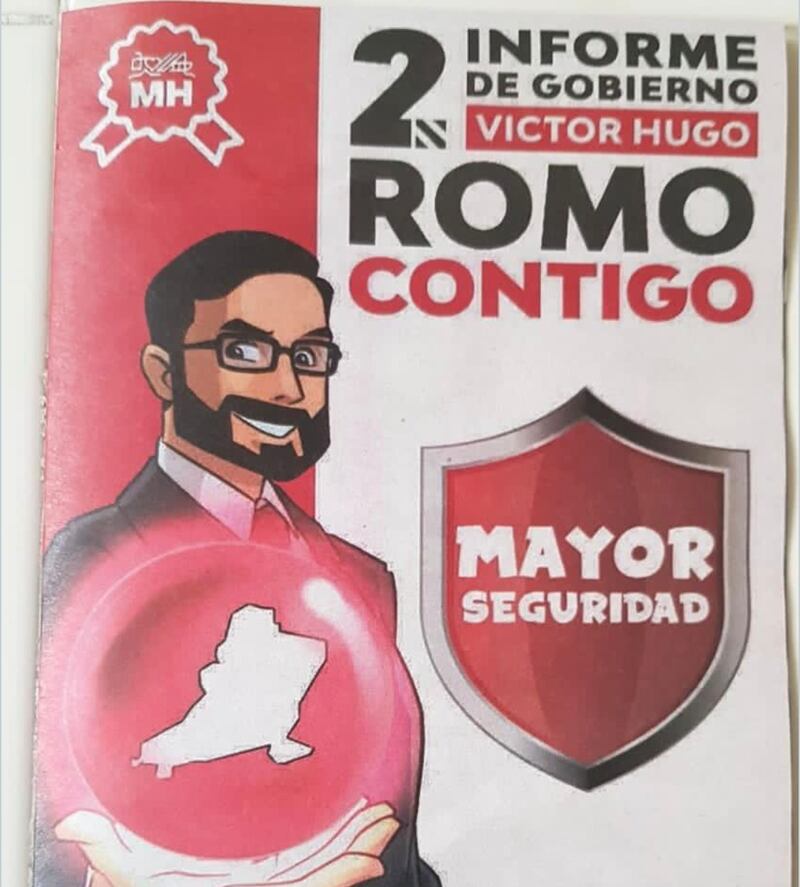 MH
2
INFORME
DE GOBIERNO
VICTOR HUGO
ROMO
CONTIGO
MAYOR
SEGURIDAD